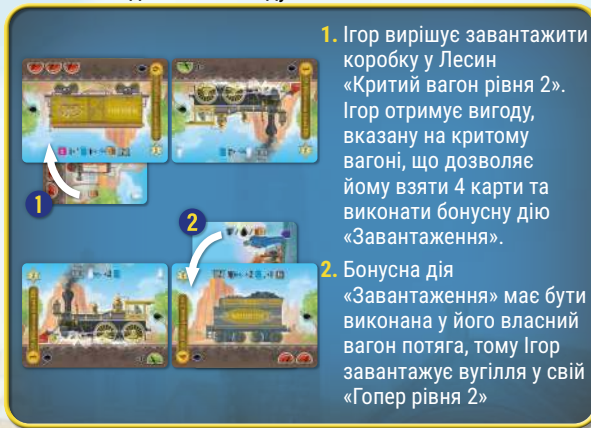 1. Ігор вирішує завантажити
коробку у Лесин
«Критий вагон рівня 2».
Ігор отримує вигоду,
вказану на критому
вагоні, що дозволяє
йому взяти 4 карти та
виконати бонусну дію
«Завантаження».
2. Бонусна дія
«Завантаження» має бути
виконана у його власний
вагон потяга, тому Ігор
завантажує вугілля у свій
«Гопер рівня 2»
1
2